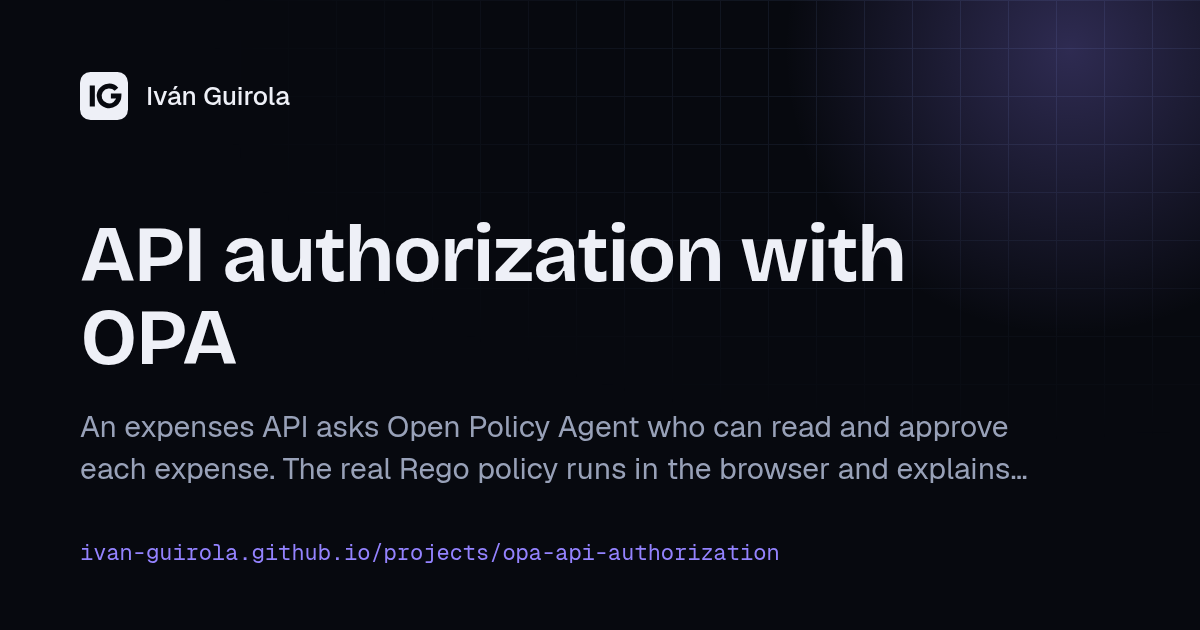 IG
Iván Guirola
API authorization with
OPA
An expenses API asks Open Policy Agent who can read and approve
each expense. The real Rego policy runs in the browser and explains…
ivan-guirola.github.io/projects/opa-api-authorization